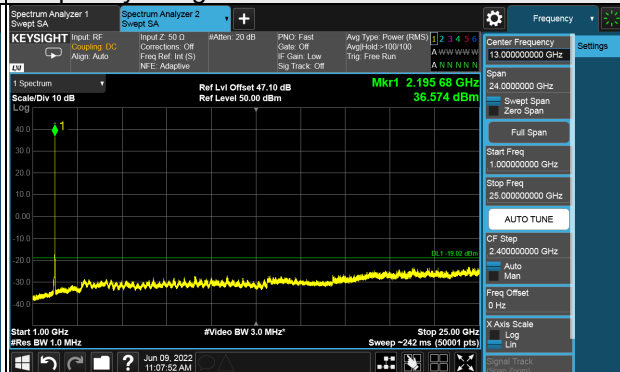 Spectrum Analyzer 1
Swept SA
Spectrum Analyzer 2
Swept SA
Frequency
KEYSIGHT
Input: RF
Coupling: DC
Align: Auto
Input Z: 50 Ω
Corrections: Off
Freq Ref: Int (S)
NFE: Adaptive
#Atten: 20 dB
PNO: Fast
Gate: Off
IF Gain: Low
Sig Track: Off
Avg Type: Power (RMS)
Avg|Hold:>100/100
Trig: Free Run
1 2 3 4 5 6
A W W W W W
A N N N N N
LXI
Center Frequency
13.000000000 GHz
Settings
Span
24.0000000 GHz
Swept Span
Zero Span
Full Span
Start Freq
1.000000000 GHz
Stop Freq
25.000000000 GHz
AUTO TUNE
CF Step
2.400000000 GHz
Auto
Man
Freq Offset
0 Hz
X Axis Scale
Log
Lin
Signal Track
(Span Zoom)
1 Spectrum
Scale/Div 10 dB
Log
Ref Lvl Offset 47.10 dB
Ref Level 50.00 dBm
Mkr1 2.195 68 GHz
36.574 dBm
1
40.0
30.0
20.0
10.0
0.00
-10.0
-20.0
-30.0
-40.0
DL1 -19.02 dBm
Start 1.00 GHz
#Res BW 1.0 MHz
#Video BW 3.0 MHz*
Stop 25.00 GHz
Sweep ~242 ms (50001 pts)
?
Jun 09, 2022
11:07:52 AM